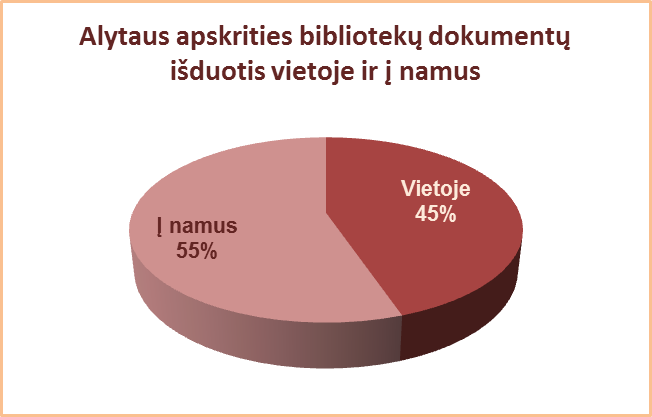 Alytaus apskrities bibliotekų dokumentų
išduotis vietoje ir į namus
Vietoje
45%
Į namus
55%